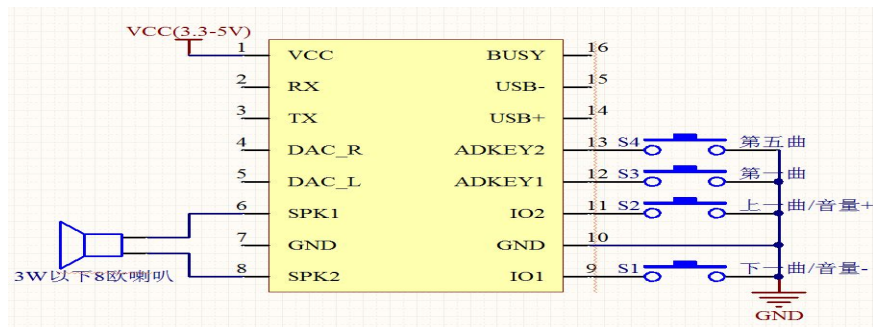 VCC(3.3-5V)
1 VCC BUSY 16
2 RX USB- 15
3 TX USB+ 14
4 DAC_R ADKEY2 13 S4 第五曲
5 DAC_L ADKEY1 12 S3 第一曲
6 SPK1 IO2 11 S2 上一曲/音量+
7 GND GND 10
8 SPK2 IO1 9 S1 下一曲/音量-
3W以下8欧喇叭
GND